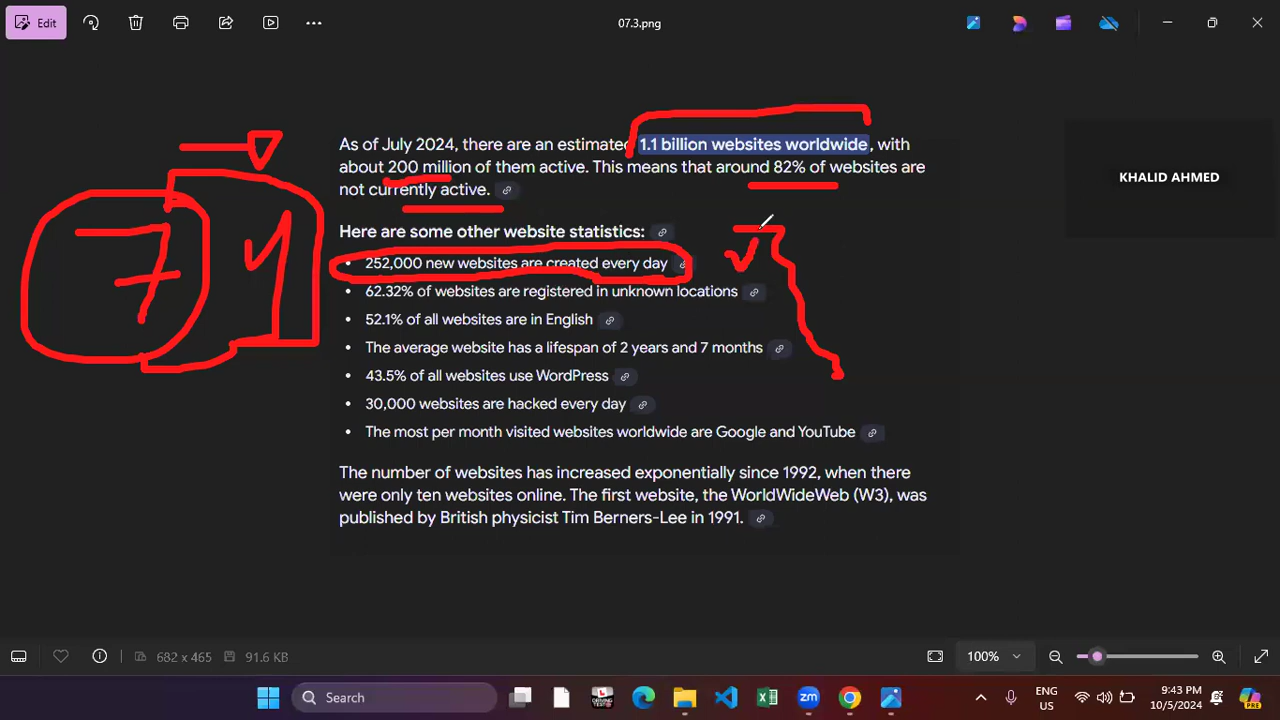 Edit
07.3.png
As of July 2024, there are an estimated 1.1 billion websites worldwide, with
about 200 million of them active. This means that around 82% of websites are
not currently active.
KHALID AHMED
7
Here are some other website statistics:
• 252,000 new websites are created every day
• 62.32% of websites are registered in unknown locations
• 52.1% of all websites are in English
• The average website has a lifespan of 2 years and 7 months
• 43.5% of all websites use WordPress
• 30,000 websites are hacked every day
• The most per month visited websites worldwide are Google and YouTube
The number of websites has increased exponentially since 1992, when there
were only ten websites online. The first website, the WorldWideWeb (W3), was
published by British physicist Tim Berners-Lee in 1991.
682 x 465 91.6 KB 100%
Search
ENG
US
9:43 PM
10/5/2024